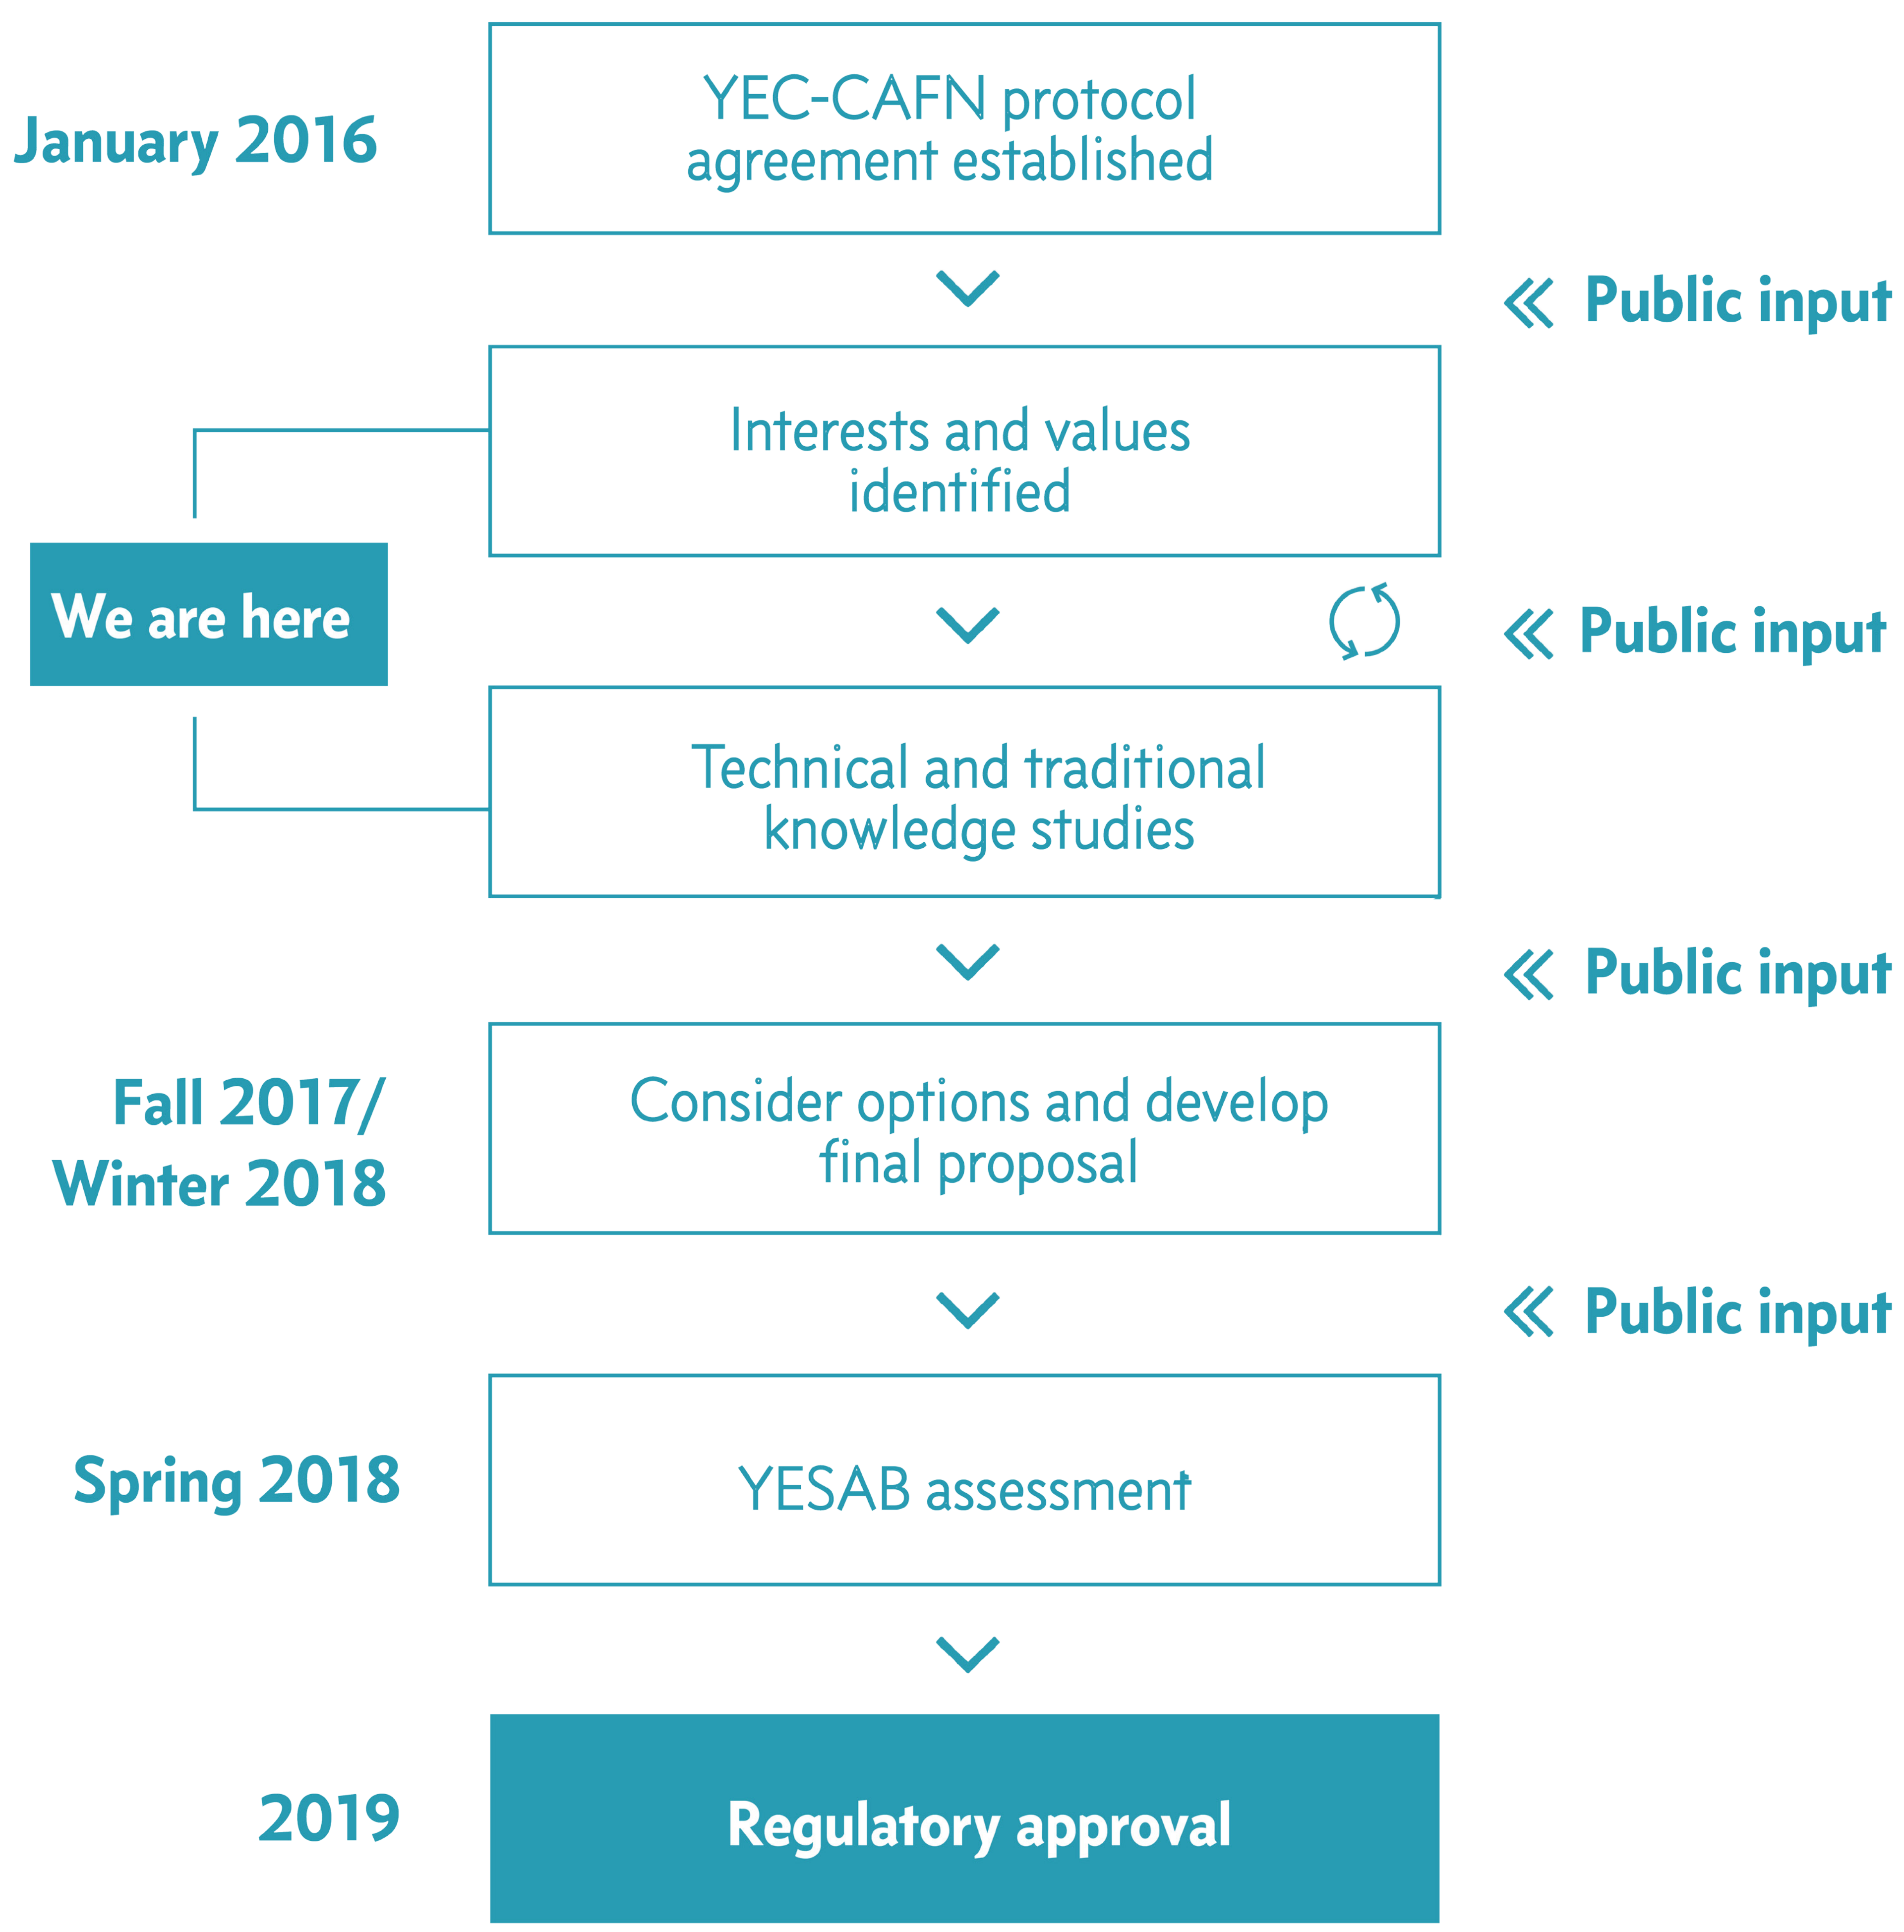 January 2016
YEC-CAFN protocol
agreement established
Public input
Interests and values
identified
We are here
Public input
Technical and traditional
knowledge studies
Public input
Fall 2017/
Winter 2018
Consider options and develop
final proposal
Public input
Spring 2018
YESAB assessment
2019
Regulatory approval